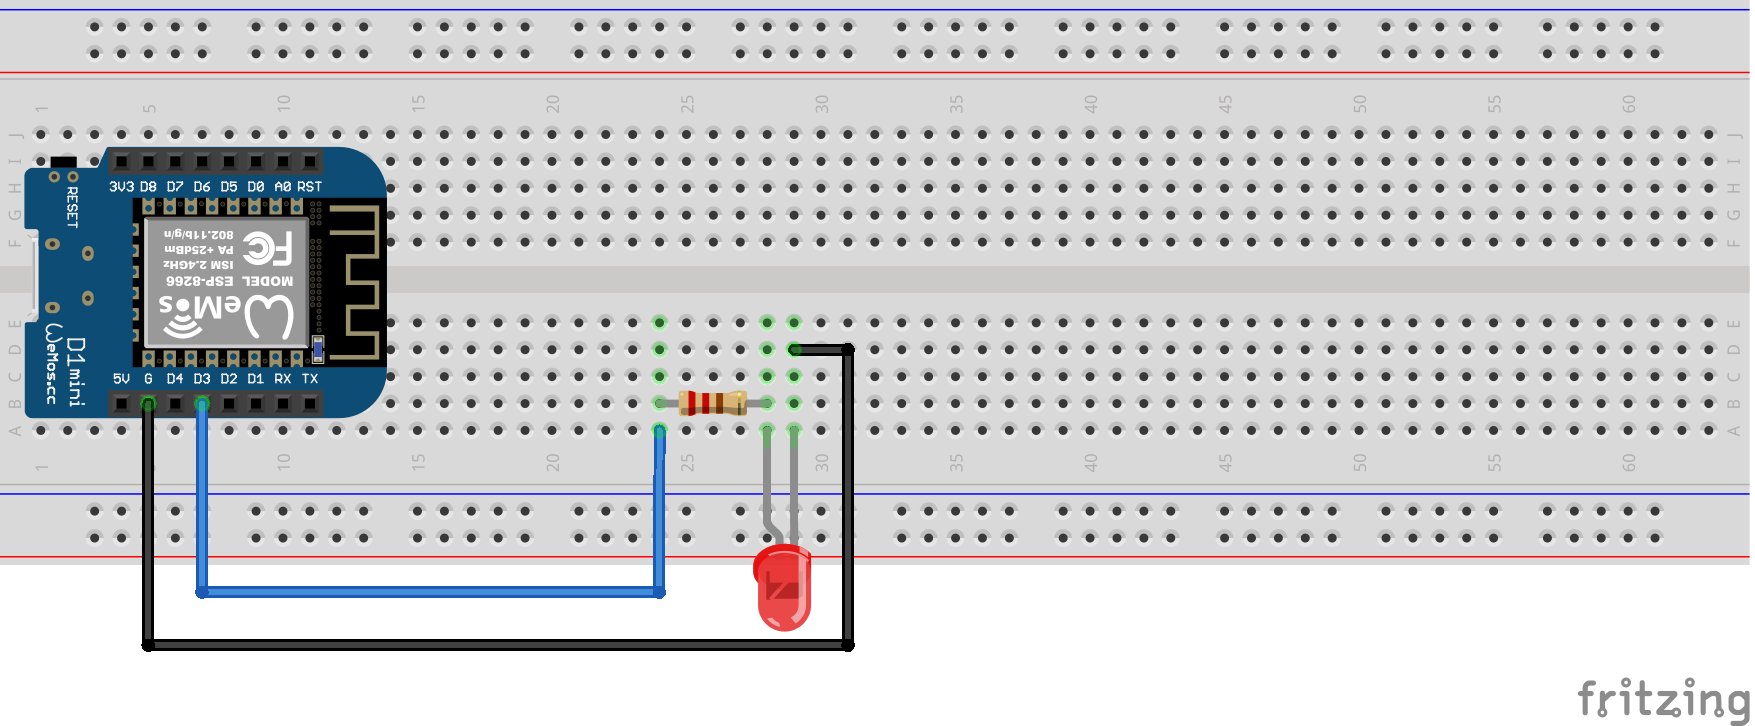 1 5 10 15 20 25 30 35 40 45 50 55 60
J J
I I
H H
G G
F F
3V3 D8 D7 D6 D5 D0 A0 RST
RESET
WeMos
MODEL ESP-8266
ISM 2.4GHz
PA +25dBm
802.11b/g/n
FC
E E
D D
C C
B B
A A
D1mini
WeMos.cc
5V G D4 D3 D2 D1 RX TX
1 10 15 20 25 30 35 40 45 50 55 60
fritzing